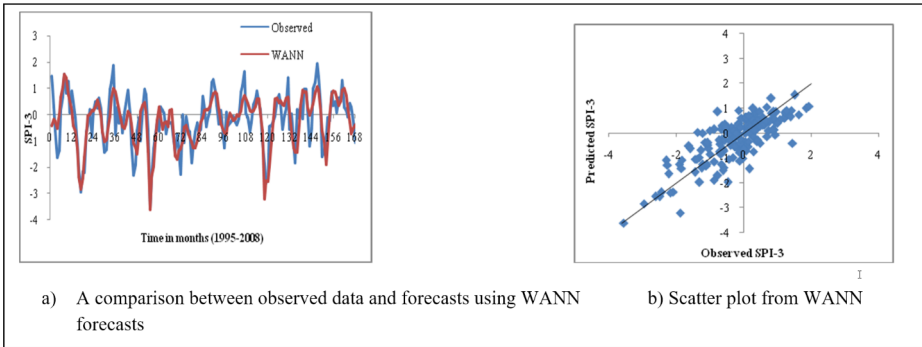 Observed
WANN
3
2
1
0
-1
-2
-3
-4
SPI-3
0 12 24 36 48 60 72 84 96 108 120 132 144 156 168
Time in months (1995-2008)
4
3
2
1
0
-1
-2
-3
-4
-4 -2 0 2 4
Predicted SPI-3
Observed SPI-3
a) A comparison between observed data and forecasts using WANN
forecasts
b) Scatter plot from WANN